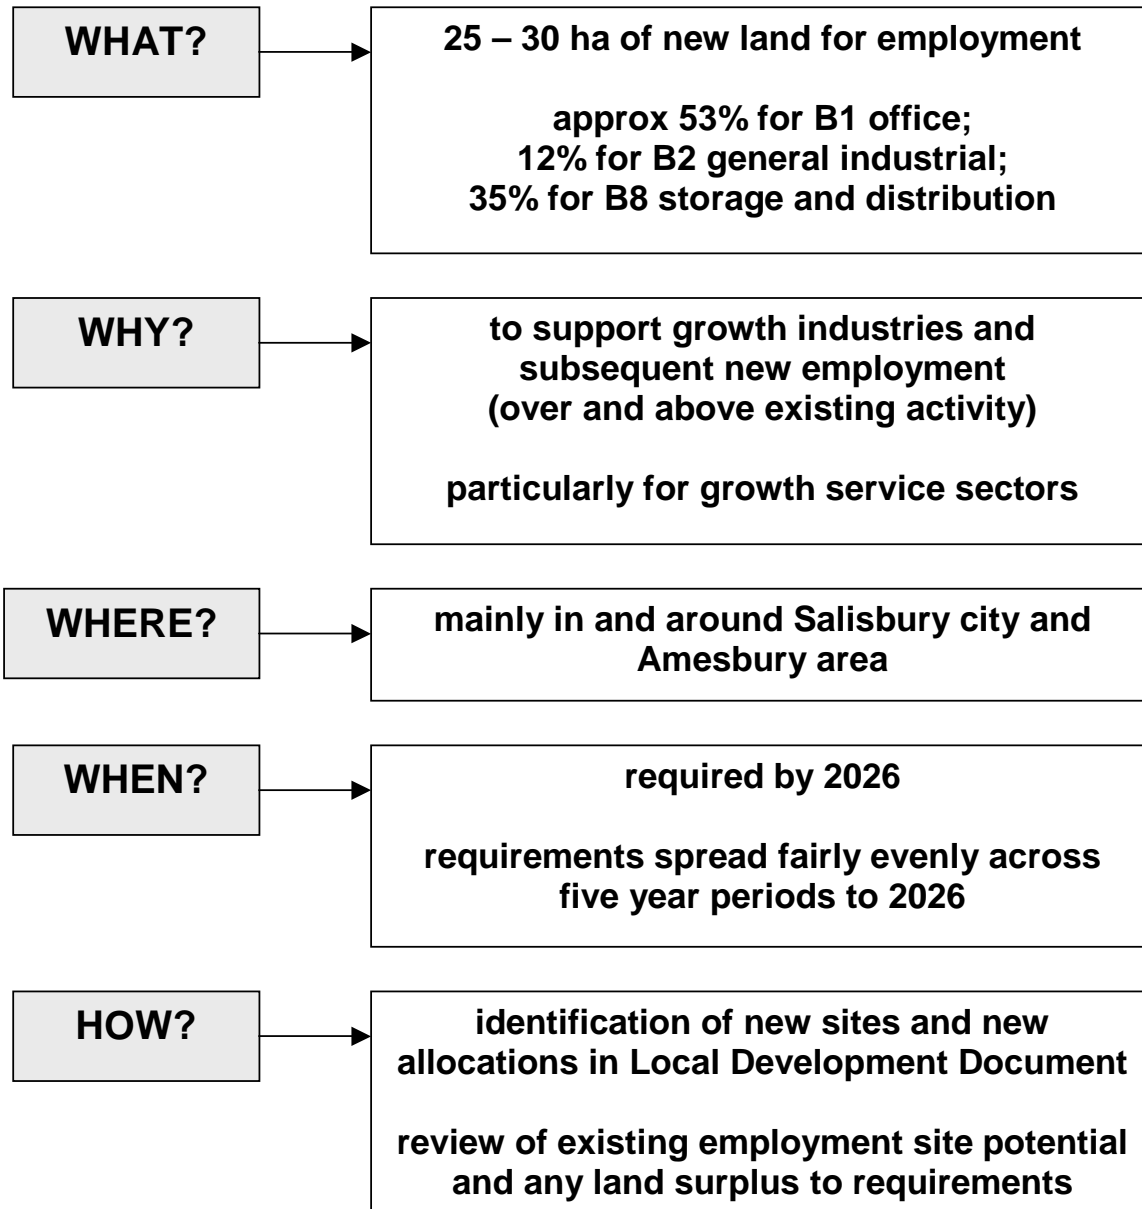 WHAT?
25 – 30 ha of new land for employment
approx 53% for B1 office;
12% for B2 general industrial;
35% for B8 storage and distribution
WHY?
to support growth industries and
subsequent new employment
(over and above existing activity)
particularly for growth service sectors
WHERE?
mainly in and around Salisbury city and
Amesbury area
WHEN?
required by 2026
requirements spread fairly evenly across
five year periods to 2026
HOW?
identification of new sites and new
allocations in Local Development Document
review of existing employment site potential
and any land surplus to requirements